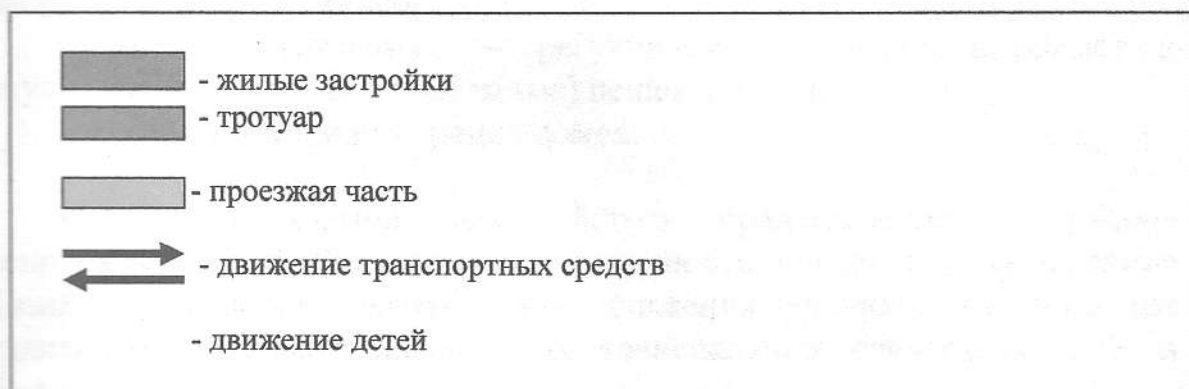 - жилые застройки
- тротуар
- проезжая часть
- движение транспортных средств
- движение детей